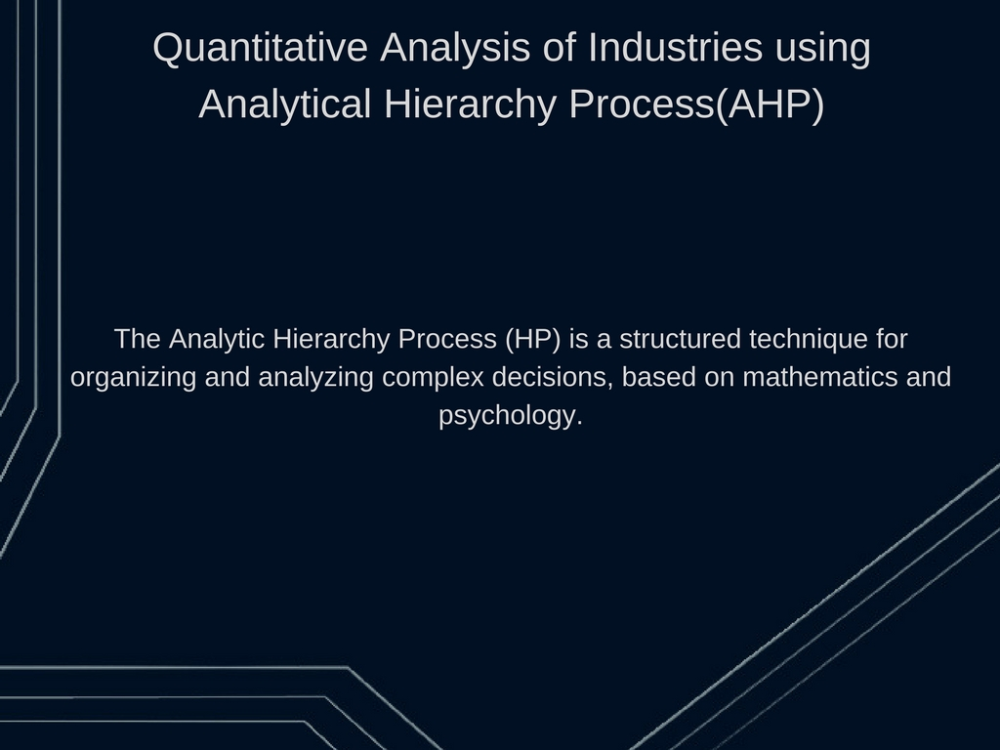 Quantitative Analysis of Industries using
Analytical Hierarchy Process(AHP)
The Analytic Hierarchy Process (HP) is a structured technique for
organizing and analyzing complex decisions, based on mathematics and
psychology.